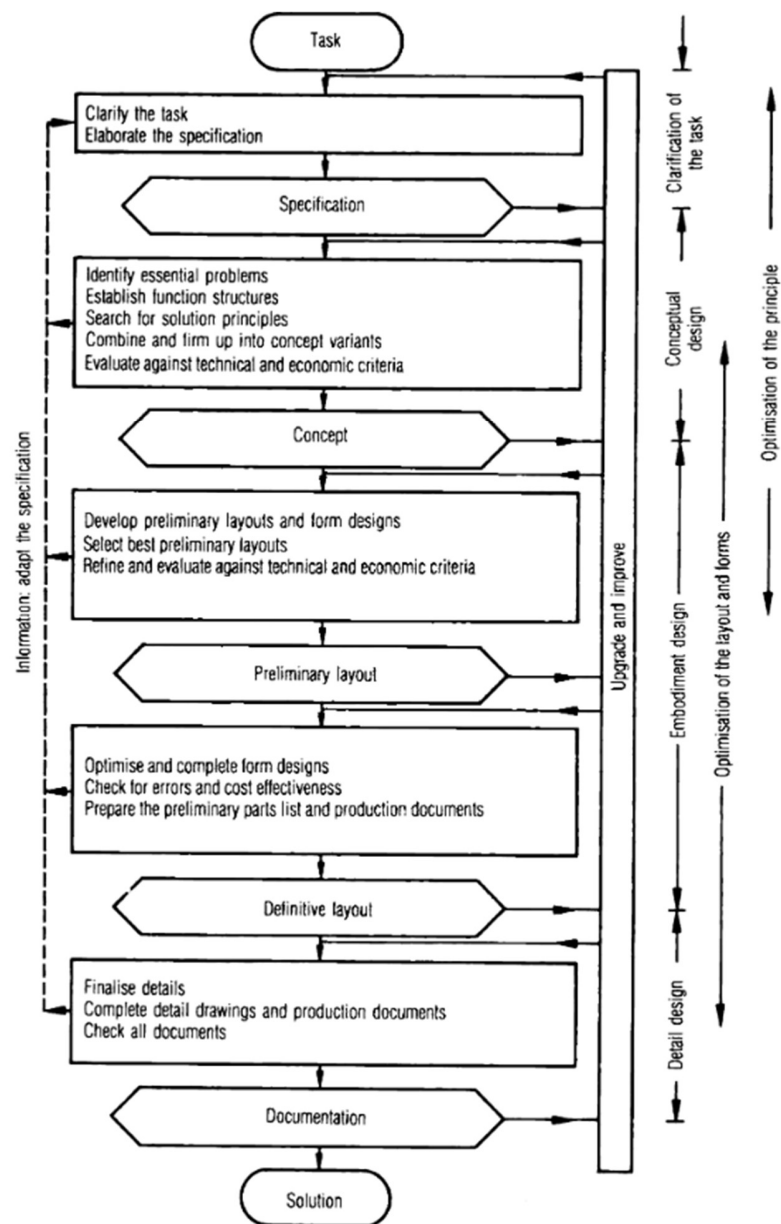 Task
Clarify the task
Elaborate the specification
Specification
Identify essential problems
Establish function structures
Search for solution principles
Combine and firm up into concept variants
Evaluate against technical and economic criteria
Concept
Develop preliminary layouts and form designs
Select best preliminary layouts
Refine and evaluate against technical and economic criteria
Preliminary layout
Optimise and complete form designs
Check for errors and cost effectiveness
Prepare the preliminary parts list and production documents
Definitive layout
Finalise details
Complete detail drawings and production documents
Check all documents
Documentation
Solution
Information: adapt the specification
Upgrade and improve
Clarification of
the task
Conceptual
design
Embodiment design
Detail design
Optimisation of the layout and forms
Optimisation of the principle